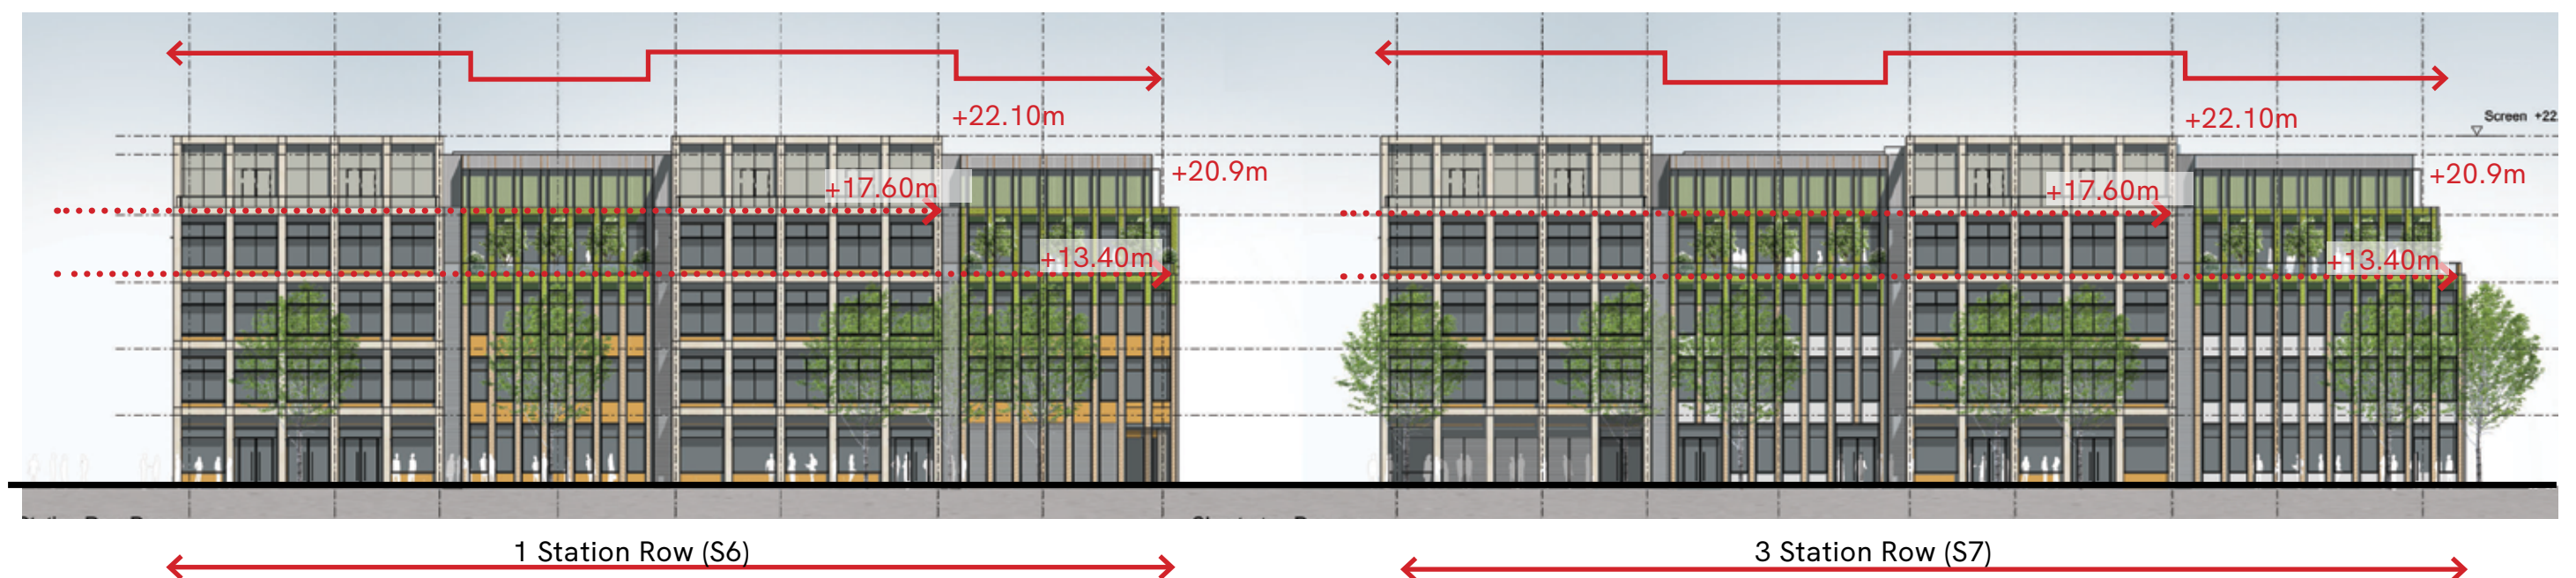 +22.10m
+20.9m
+17.60m
+13.40m
+22.10m
Screen +22
+20.9m
+17.60m
+13.40m
1 Station Row (S6)
3 Station Row (S7)